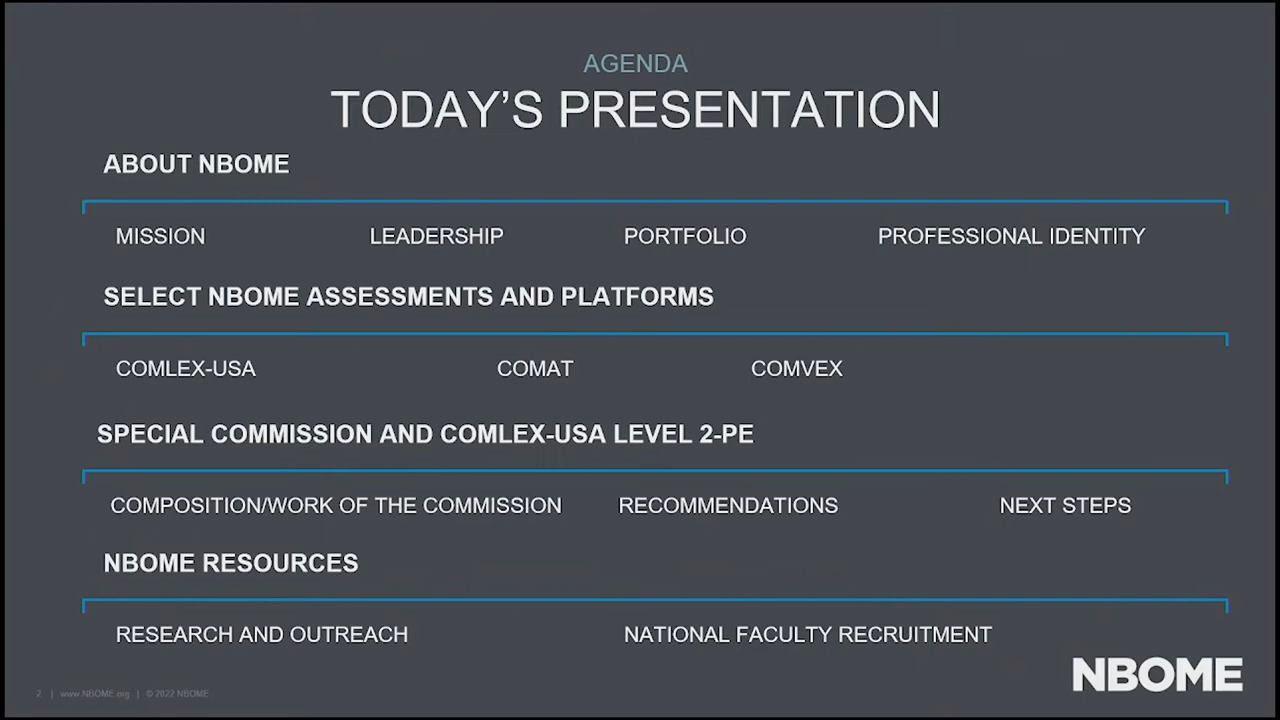 AGENDA
TODAY'S PRESENTATION
ABOUT NBOME
MISSION LEADERSHIP PORTFOLIO PROFESSIONAL IDENTITY
SELECT NBOME ASSESSMENTS AND PLATFORMS
COMLEX-USA COMAT COMVEX
SPECIAL COMMISSION AND COMLEX-USA LEVEL 2-PE
COMPOSITION/WORK OF THE COMMISSION RECOMMENDATIONS NEXT STEPS
NBOME RESOURCES
RESEARCH AND OUTREACH NATIONAL FACULTY RECRUITMENT
NBOME
2 | www.NBOME.org | © 2022 NBOME